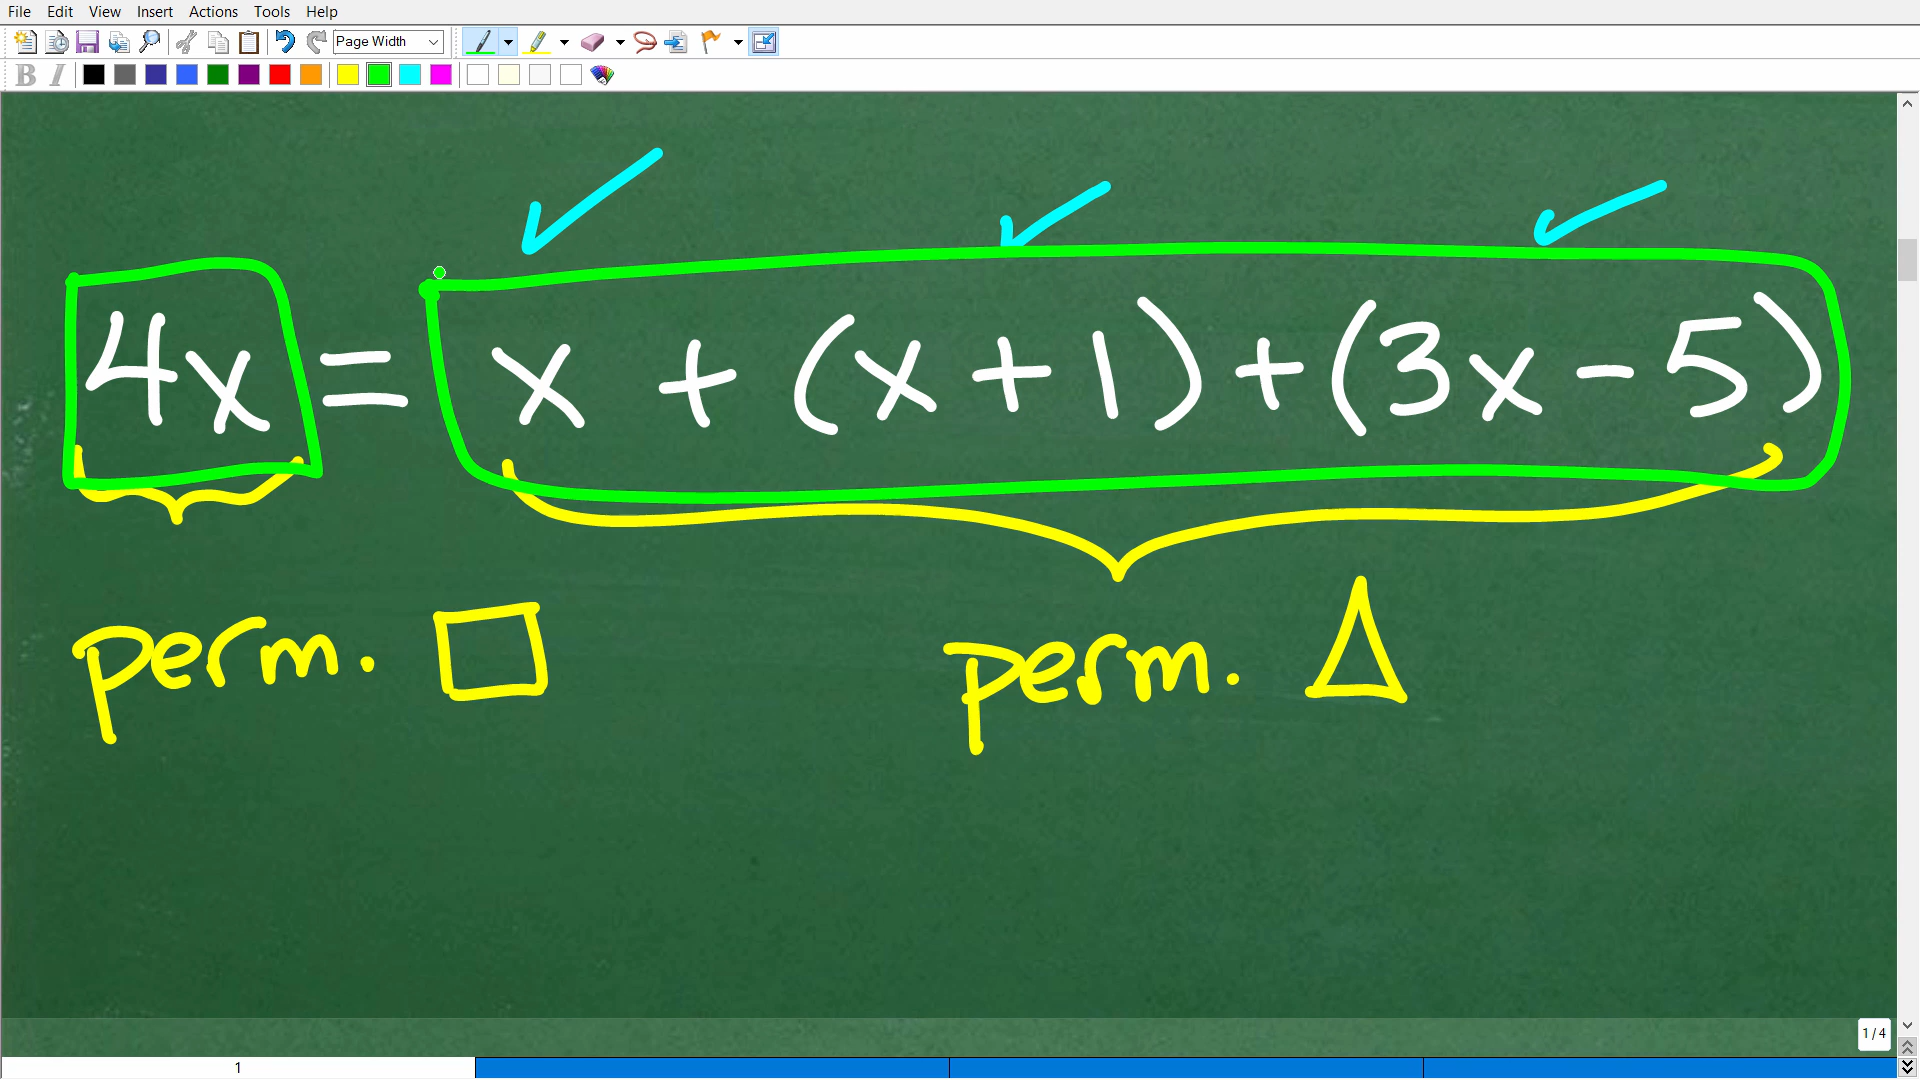 File Edit View Insert Actions Tools Help
Page Width
B I
4x = x + (x + 1) + (3x - 5)
perm. □ perm. △
1 / 4
1